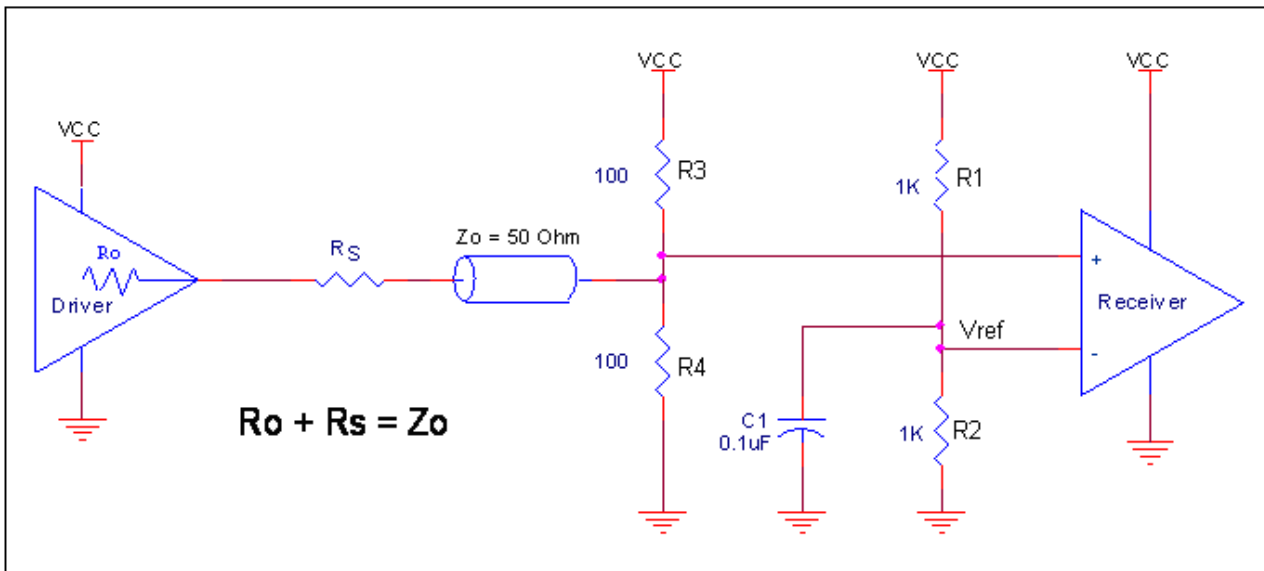 VCC
VCC
VCC
VCC
Ro
Driver
RS
Zo = 50 Ohm
100
R3
1K
R1
+
Receiver
Vref
-
100
R4
Ro + Rs = Zo
C1
0.1uF
1K
R2